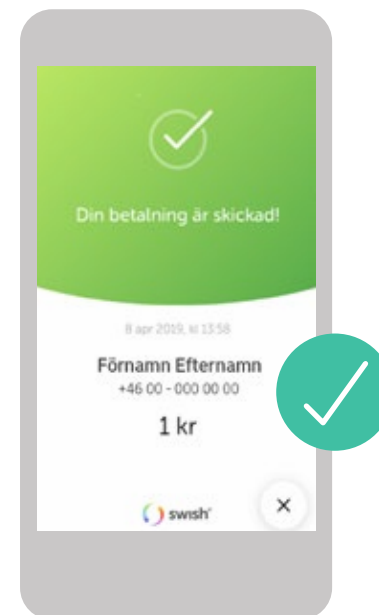 Din betalning är skickad!
8 apr 2019, kl 13:58
Förnamn Efternamn
+46 00 - 000 00 00
1 kr
swish